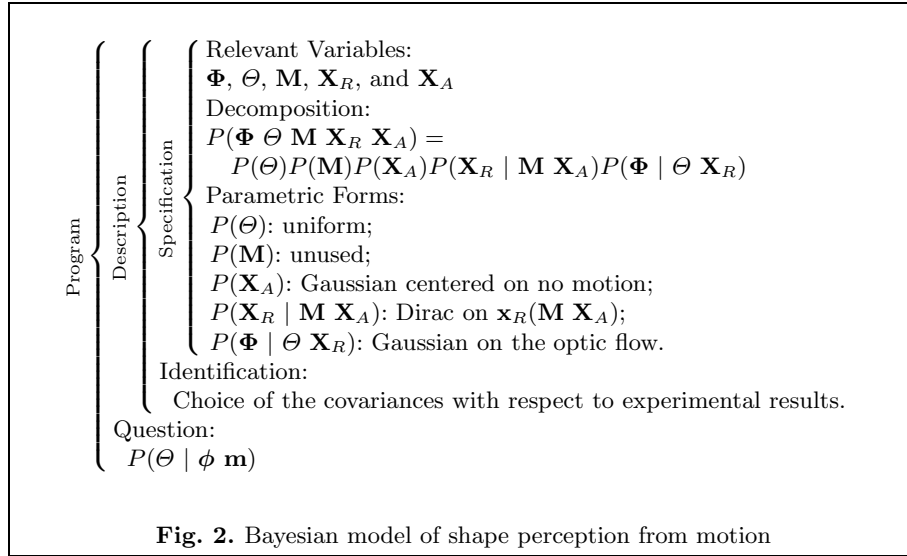 Program
Description
Specification
Relevant Variables:
Φ, Θ, M, X_R, and X_A
Decomposition:
P(Φ Θ M X_R X_A) =
P(Θ)P(M)P(X_A)P(X_R | M X_A)P(Φ | Θ X_R)
Parametric Forms:
P(Θ): uniform;
P(M): unused;
P(X_A): Gaussian centered on no motion;
P(X_R | M X_A): Dirac on x_R(M X_A);
P(Φ | Θ X_R): Gaussian on the optic flow.
Identification:
Choice of the covariances with respect to experimental results.
Question:
P(Θ | ϕ m)
Fig. 2. Bayesian model of shape perception from motion